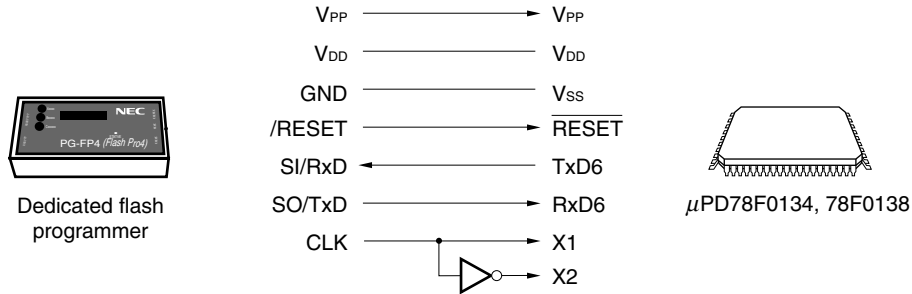 VPP VPP
VDD VDD
GND VSS
/RESET RESET
SI/RxD TxD6
SO/TxD RxD6
CLK X1
X2
NEC
PG-FP4 (Flash Pro4)
Dedicated flash
programmer
μPD78F0134, 78F0138